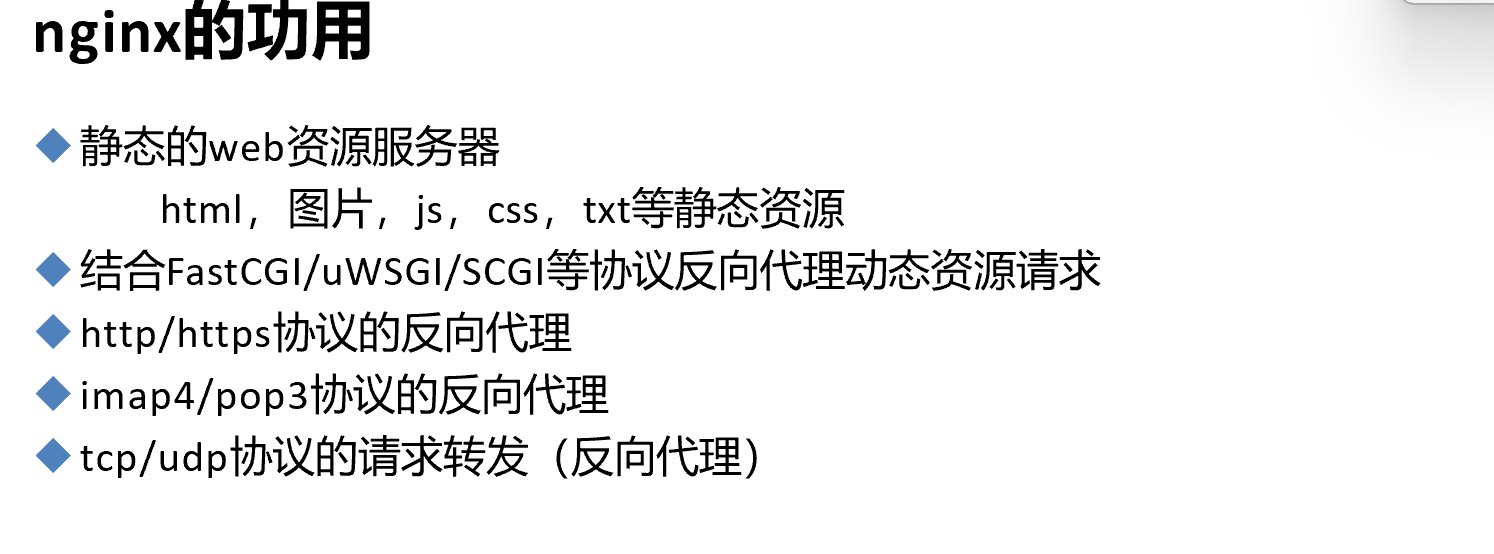 nginx的功用
静态的web资源服务器
html，图片，js，css，txt等静态资源
结合FastCGI/uWSGI/SCGI等协议反向代理动态资源请求
http/https协议的反向代理
imap4/pop3协议的反向代理
tcp/udp协议的请求转发（反向代理）